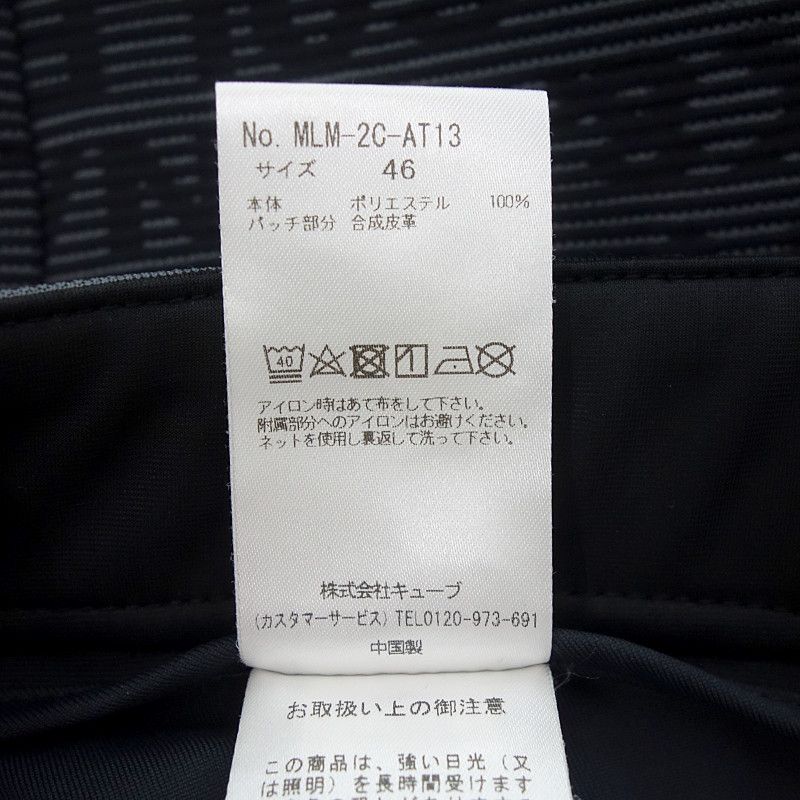 No. MLM-2C-AT13
サイズ 46
本体 ポリエステル 100%
パッチ部分 合成皮革
40
アイロン時はあて布をして下さい。
附属部分へのアイロンはお避けください。
ネットを使用し裏返して洗って下さい。
株式会社キューブ
(カスタマーサービス) TEL0120-973-691
中国製
お取扱い上の御注意
この商品は、強い日光（又
は照明）を長時間受けます